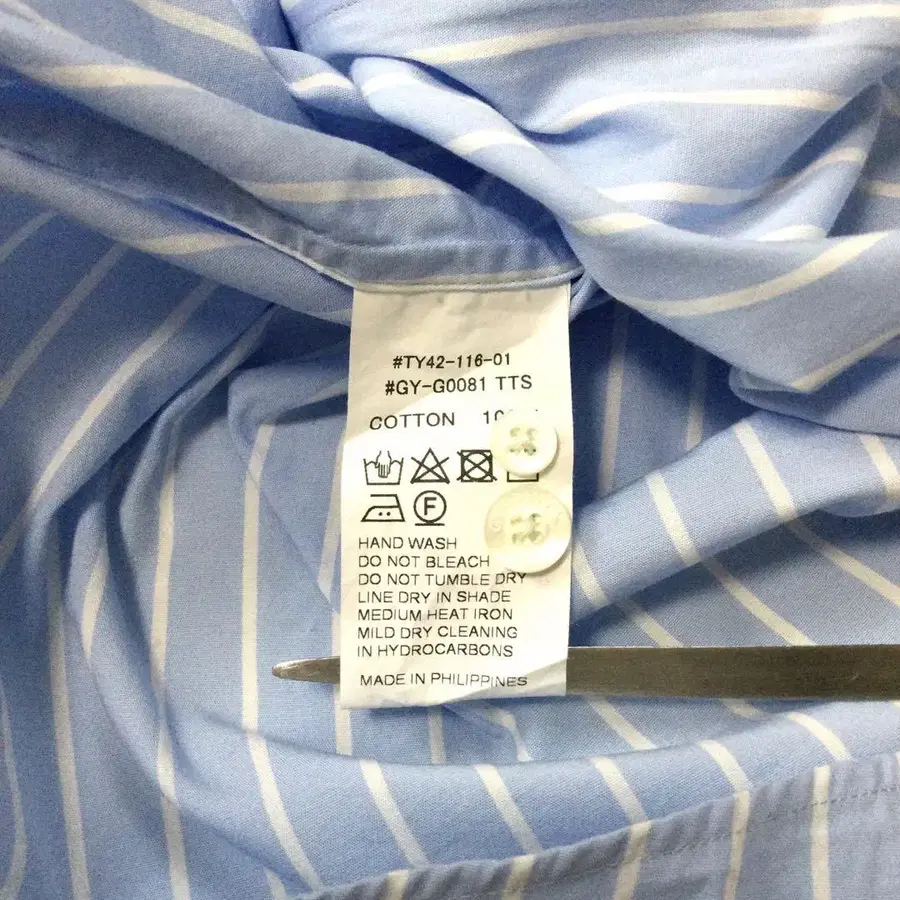 #TY42-116-01
#GY-G0081 TTS
COTTON
F
HAND WASH
DO NOT BLEACH
DO NOT TUMBLE DRY
LINE DRY IN SHADE
MEDIUM HEAT IRON
MILD DRY CLEANING
IN HYDROCARBONS
MADE IN PHILIPPINES